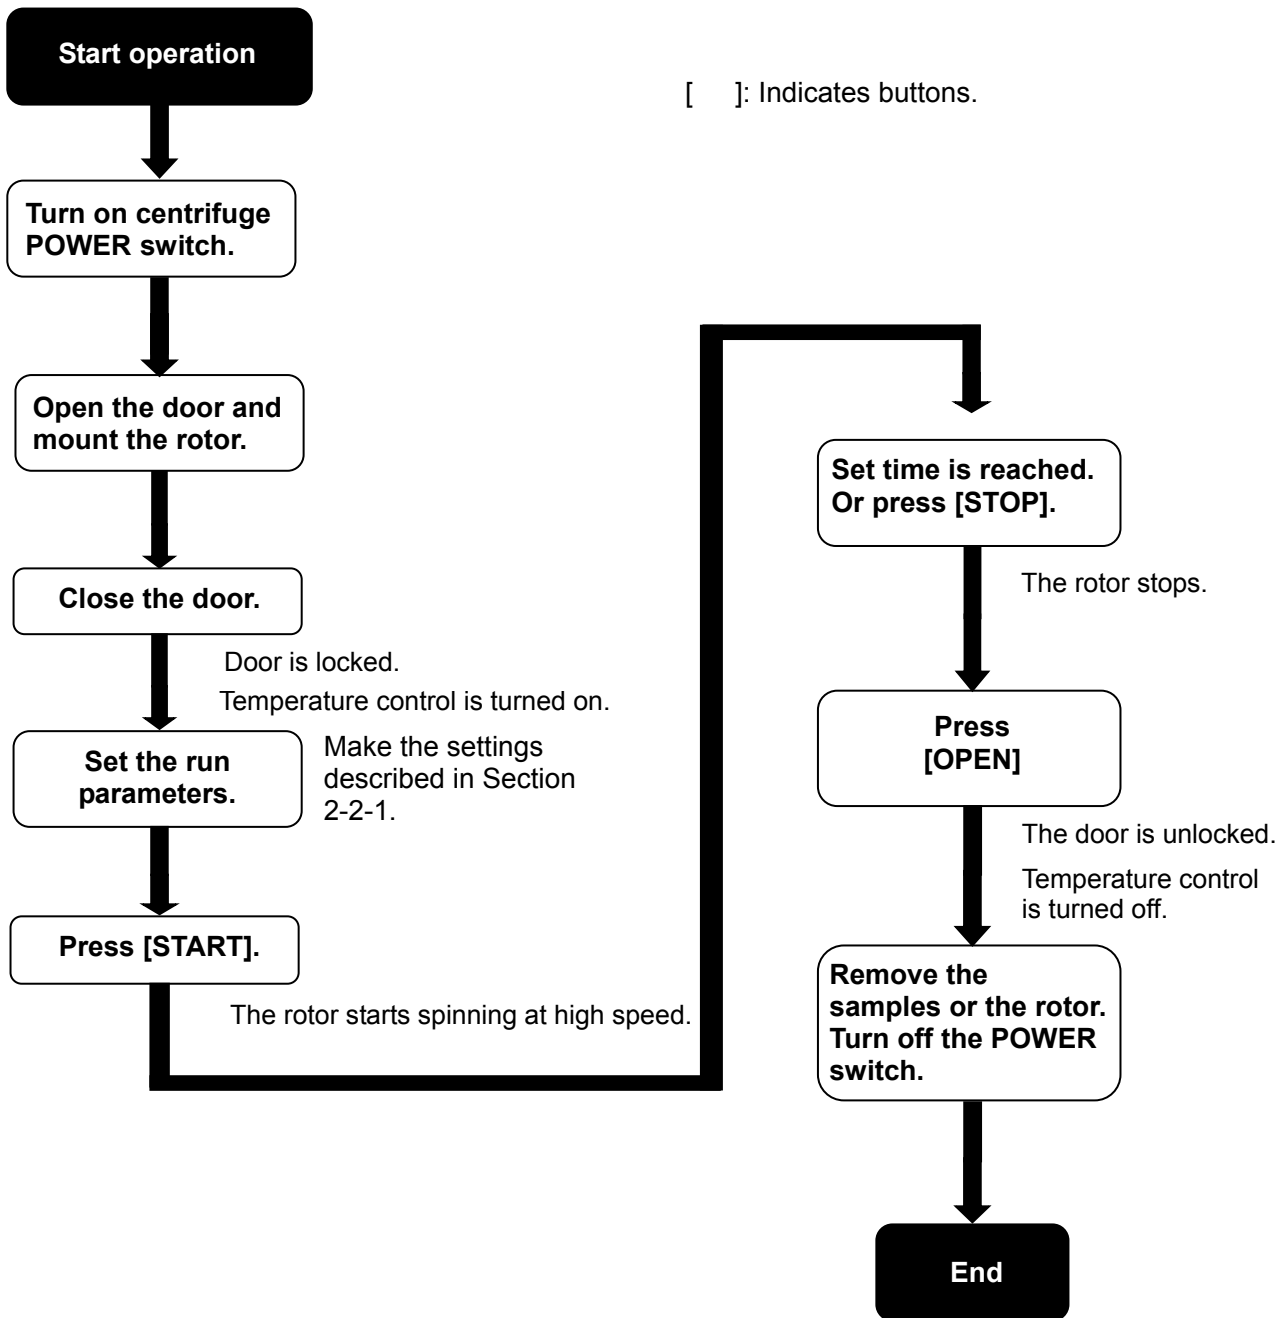 Start operation
[ ]: Indicates buttons.
Turn on centrifuge
POWER switch.
Open the door and
mount the rotor.
Close the door.
Door is locked.
Temperature control is turned on.
Set the run
parameters.
Make the settings
described in Section
2-2-1.
Press [START].
The rotor starts spinning at high speed.
Set time is reached.
Or press [STOP].
The rotor stops.
Press
[OPEN]
The door is unlocked.
Temperature control
is turned off.
Remove the
samples or the rotor.
Turn off the POWER
switch.
End